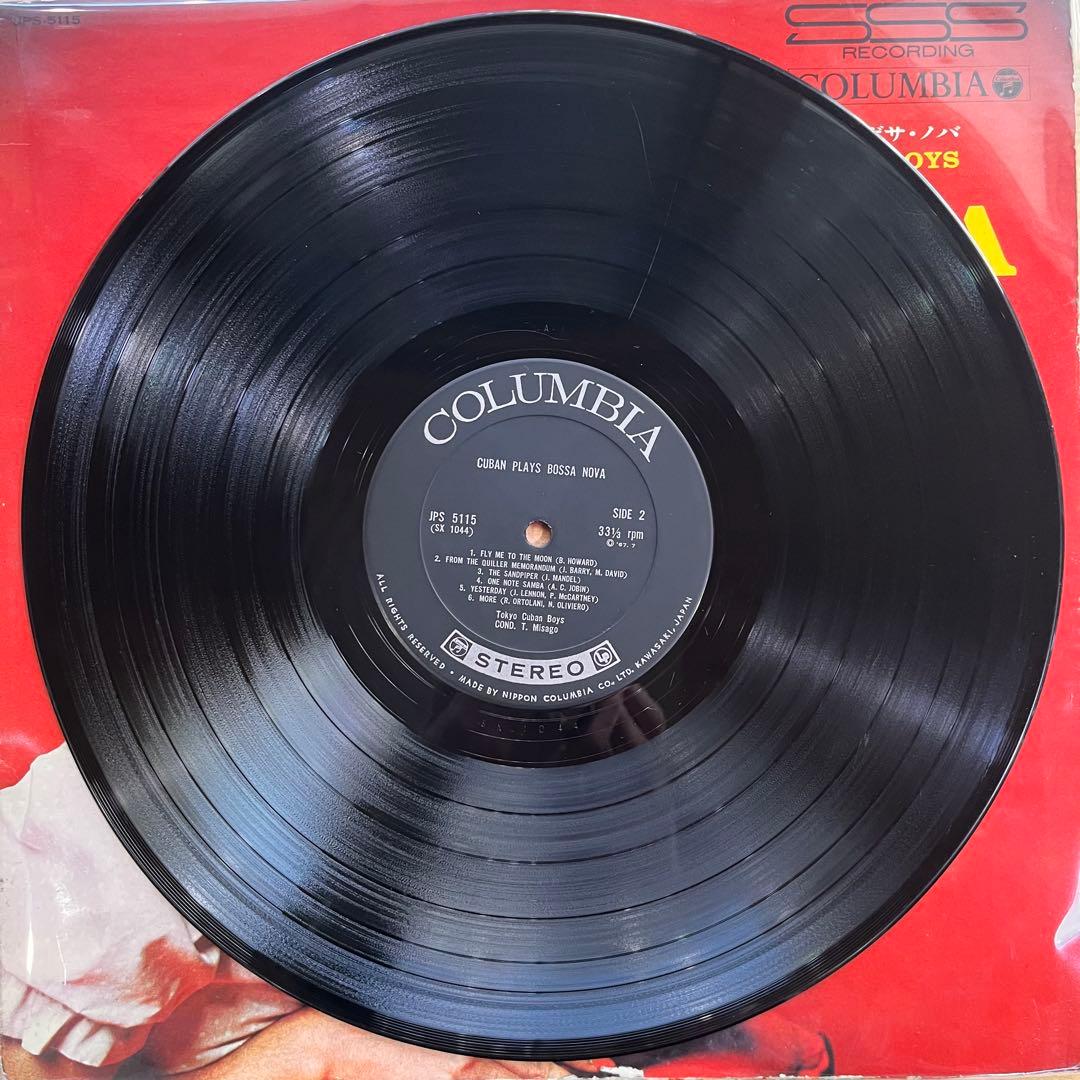 JPS-5115
SSS
RECORDING
COLUMBIA
サ・ノバ
OYS
A
COLUMBIA
CUBAN PLAYS BOSSA NOVA
JPS 5115
(SX 1044)
SIDE 2
33⅓ rpm
Ⓒ '67. 7
1. FLY ME TO THE MOON (B. HOWARD)
2. FROM THE QUILLER MEMORANDUM (J. BARRY, M. DAVID)
3. THE SANDPIPER (J. MANDEL)
4. ONE NOTE SAMBA (A. C. JOBIN)
5. YESTERDAY (J. LENNON, P. McCARTNEY)
6. MORE (R. ORTOLANI, N. OLIVIERO)
Tokyo Cuban Boys
COND. T. Misago
STEREO LP
ALL RIGHTS RESERVED • MADE BY NIPPON COLUMBIA CO., LTD. KAWASAKI, JAPAN